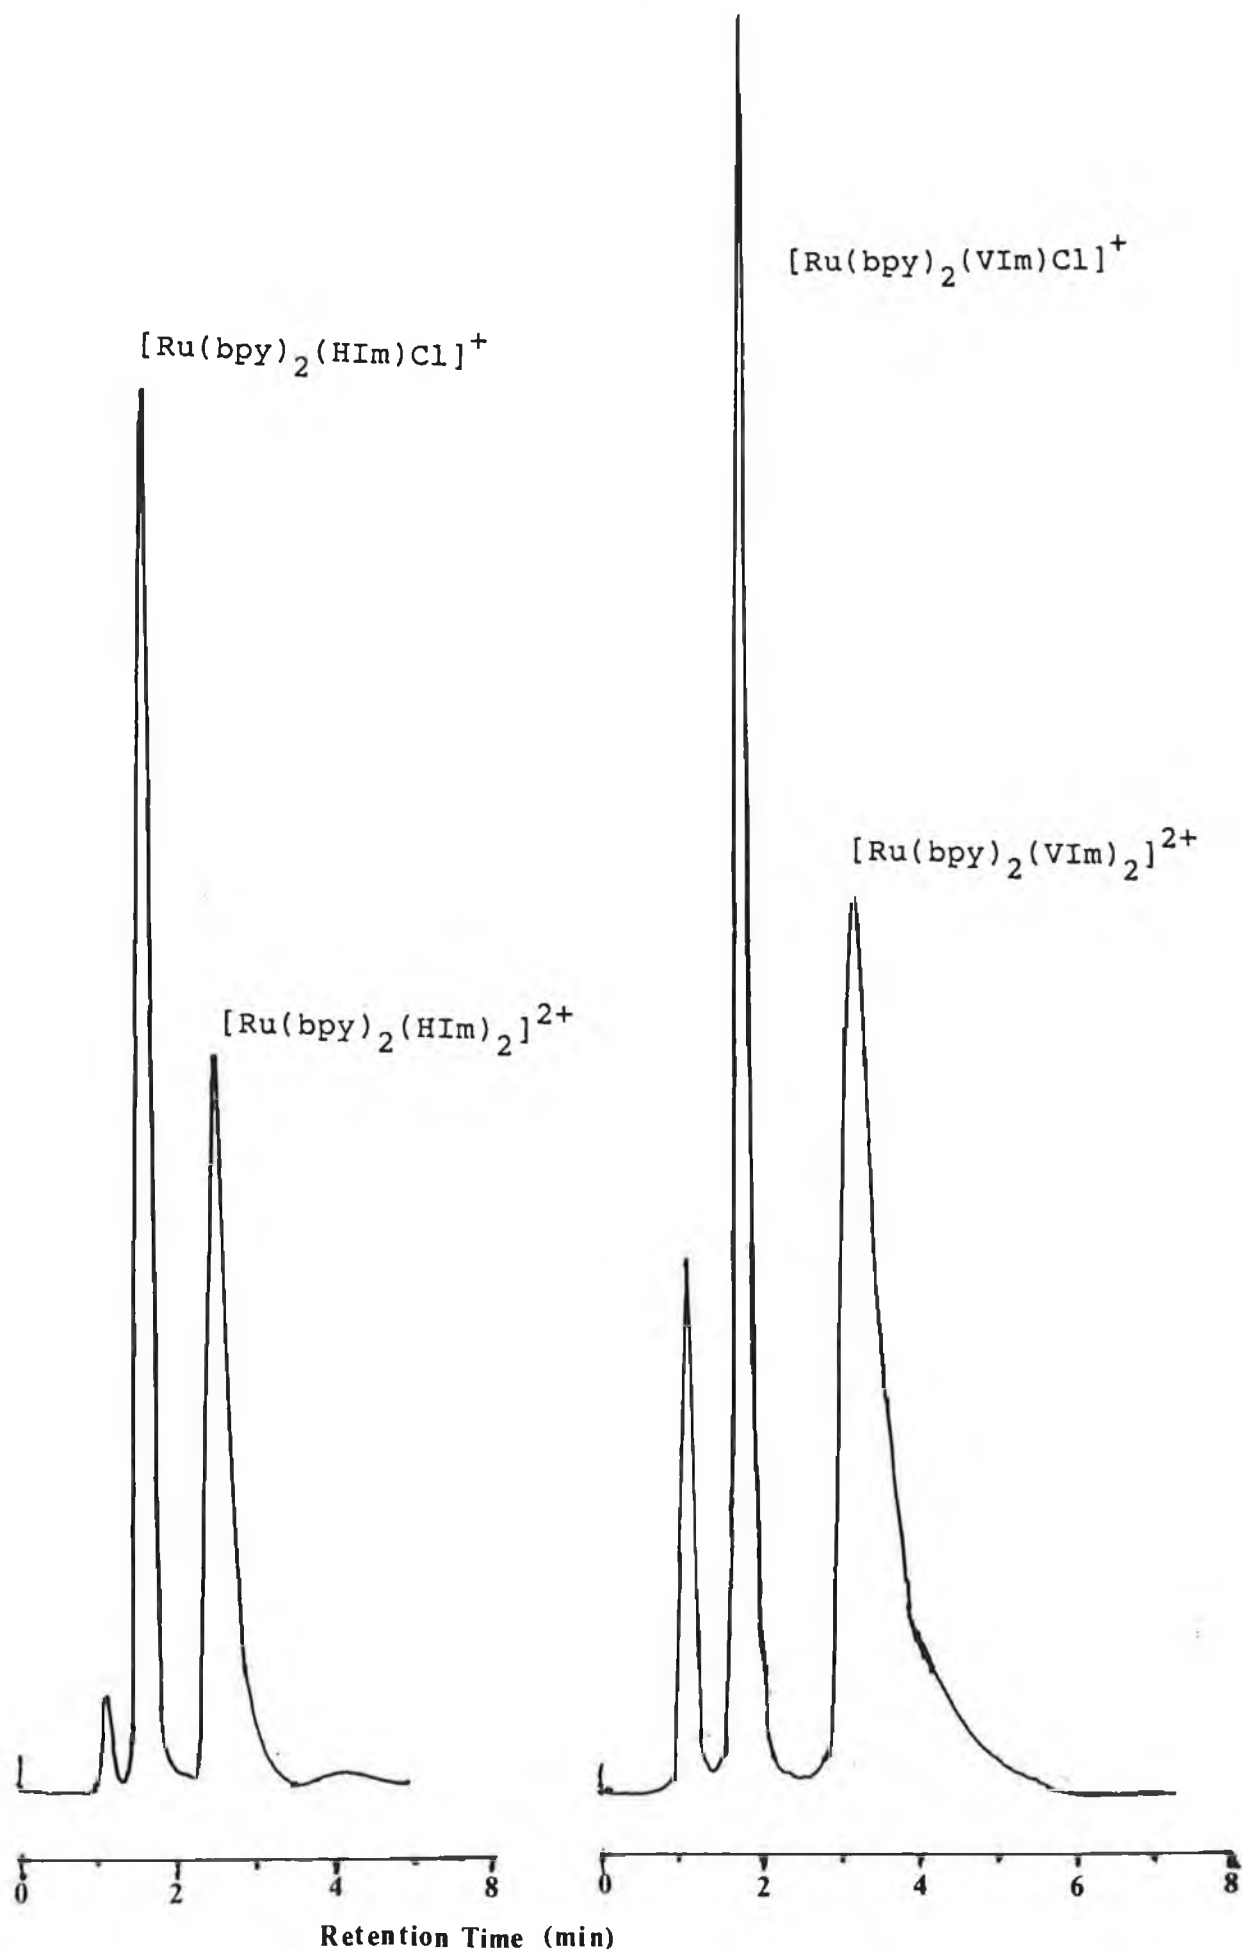 [Ru(bpy)₂(VIm)Cl]⁺
[Ru(bpy)₂(HIm)Cl]⁺
[Ru(bpy)₂(VIm)₂]²⁺
[Ru(bpy)₂(HIm)₂]²⁺
0 2 4 8 0 2 4 6 8
Retention Time (min)